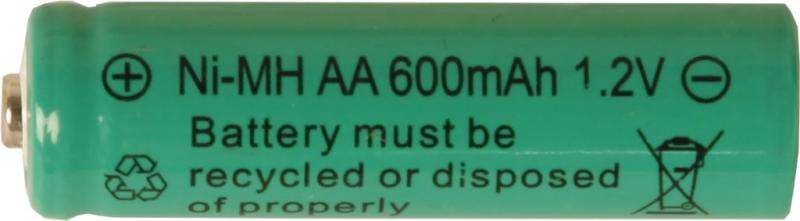 ⊕ Ni-MH AA 600mAh 1.2V ⊖
Battery must be
recycled or disposed
of properly